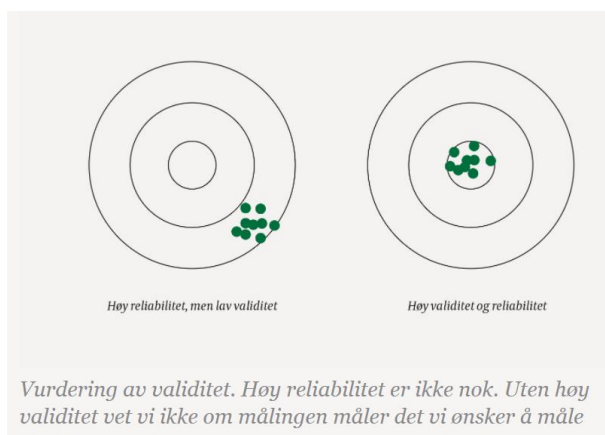 Høy reliabilitet, men lav validitet
Høy validitet og reliabilitet
Vurdering av validitet. Høy reliabilitet er ikke nok. Uten høy
validitet vet vi ikke om målingen måler det vi ønsker å måle